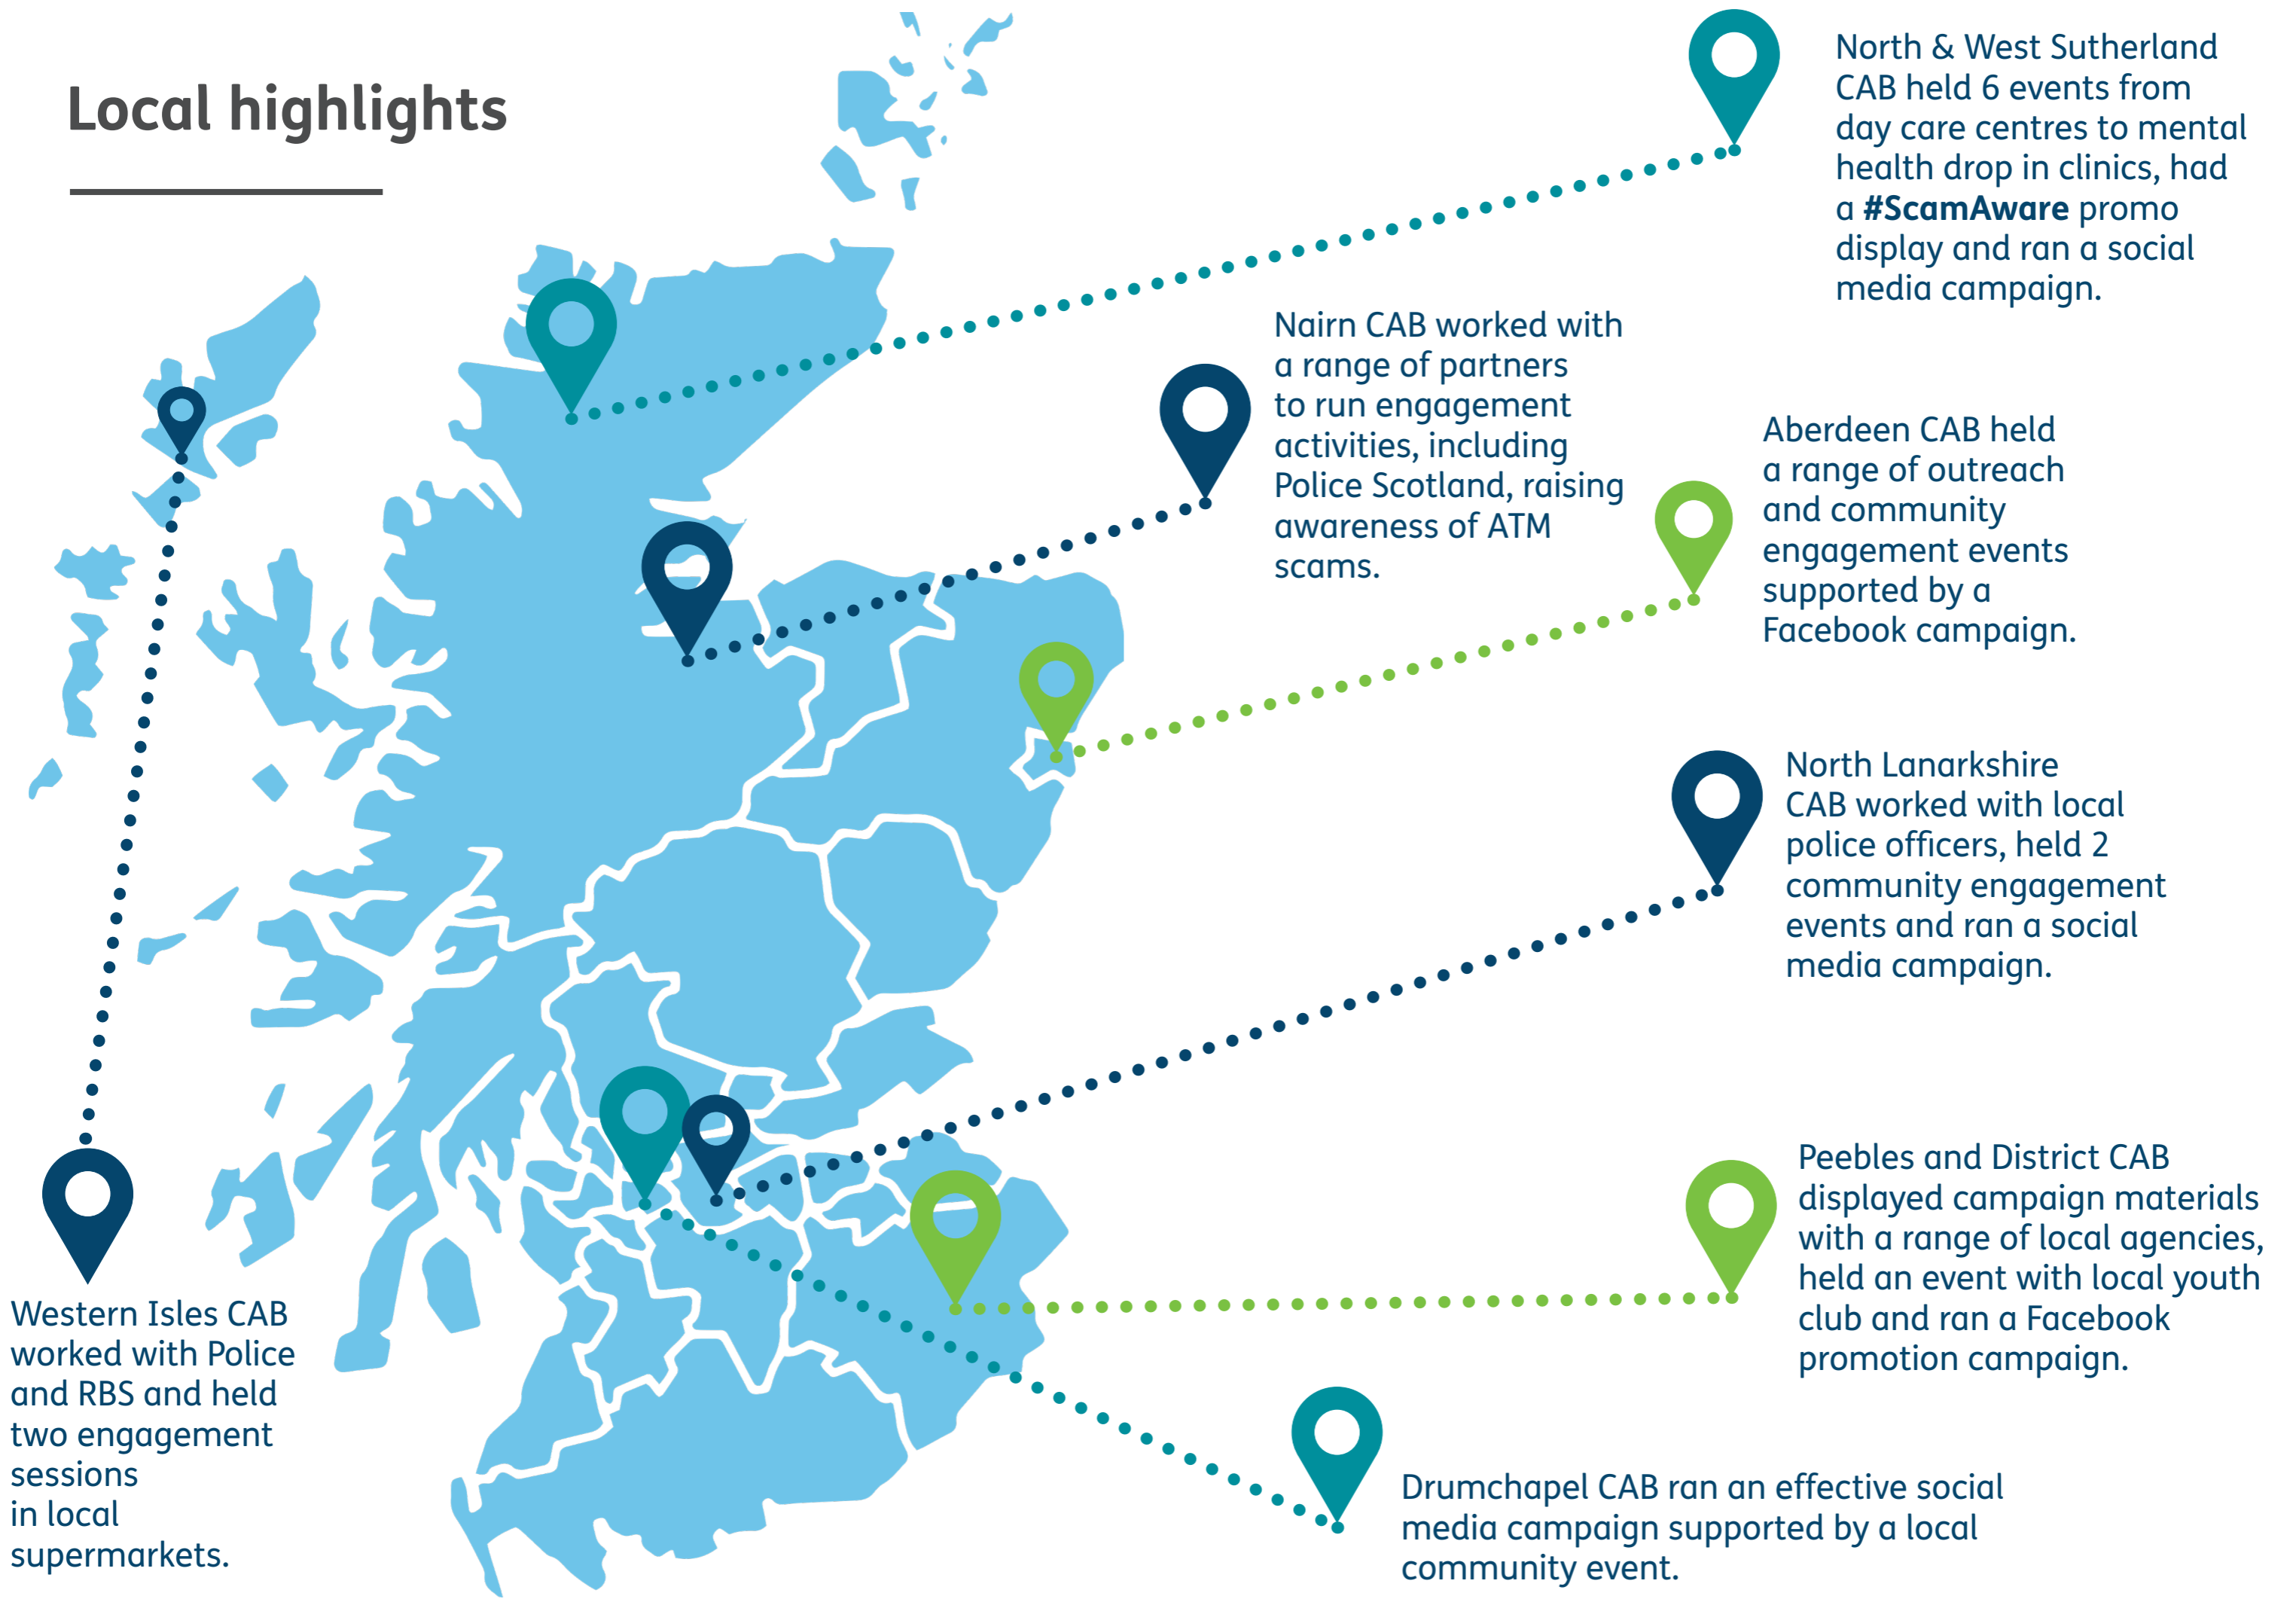 Local highlights
North & West Sutherland
CAB held 6 events from
day care centres to mental
health drop in clinics, had
a #ScamAware promo
display and ran a social
media campaign.
Nairn CAB worked with
a range of partners
to run engagement
activities, including
Police Scotland, raising
awareness of ATM
scams.
Aberdeen CAB held
a range of outreach
and community
engagement events
supported by a
Facebook campaign.
North Lanarkshire
CAB worked with local
police officers, held 2
community engagement
events and ran a social
media campaign.
Peebles and District CAB
displayed campaign materials
with a range of local agencies,
held an event with local youth
club and ran a Facebook
promotion campaign.
Western Isles CAB
worked with Police
and RBS and held
two engagement
sessions
in local
supermarkets.
Drumchapel CAB ran an effective social
media campaign supported by a local
community event.